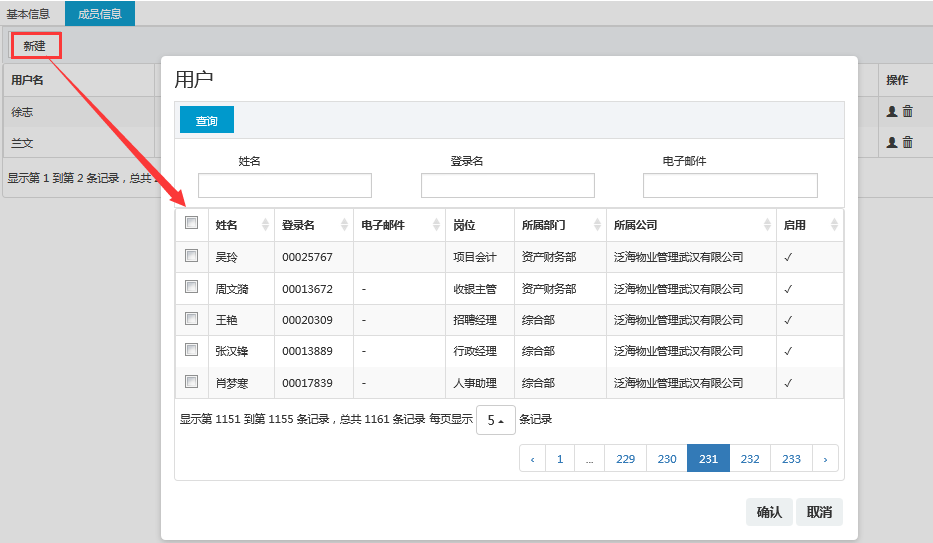 基本信息 成员信息
新建
用户名 操作
徐志
兰文
显示第 1 到第 2 条记录，总共
用户
查询
姓名 登录名 电子邮件
姓名 登录名 电子邮件 岗位 所属部门 所属公司 启用
吴玲 00025767 项目会计 资产财务部 泛海物业管理武汉有限公司 ✓
周文漪 00013672 - 收银主管 资产财务部 泛海物业管理武汉有限公司 ✓
王艳 00020309 - 招聘经理 综合部 泛海物业管理武汉有限公司 ✓
张汉锋 00013889 - 行政经理 综合部 泛海物业管理武汉有限公司 ✓
肖梦寒 00017839 - 人事助理 综合部 泛海物业管理武汉有限公司 ✓
显示第 1151 到第 1155 条记录，总共 1161 条记录 每页显示 5 条记录
‹ 1 ... 229 230 231 232 233 ›
确认 取消